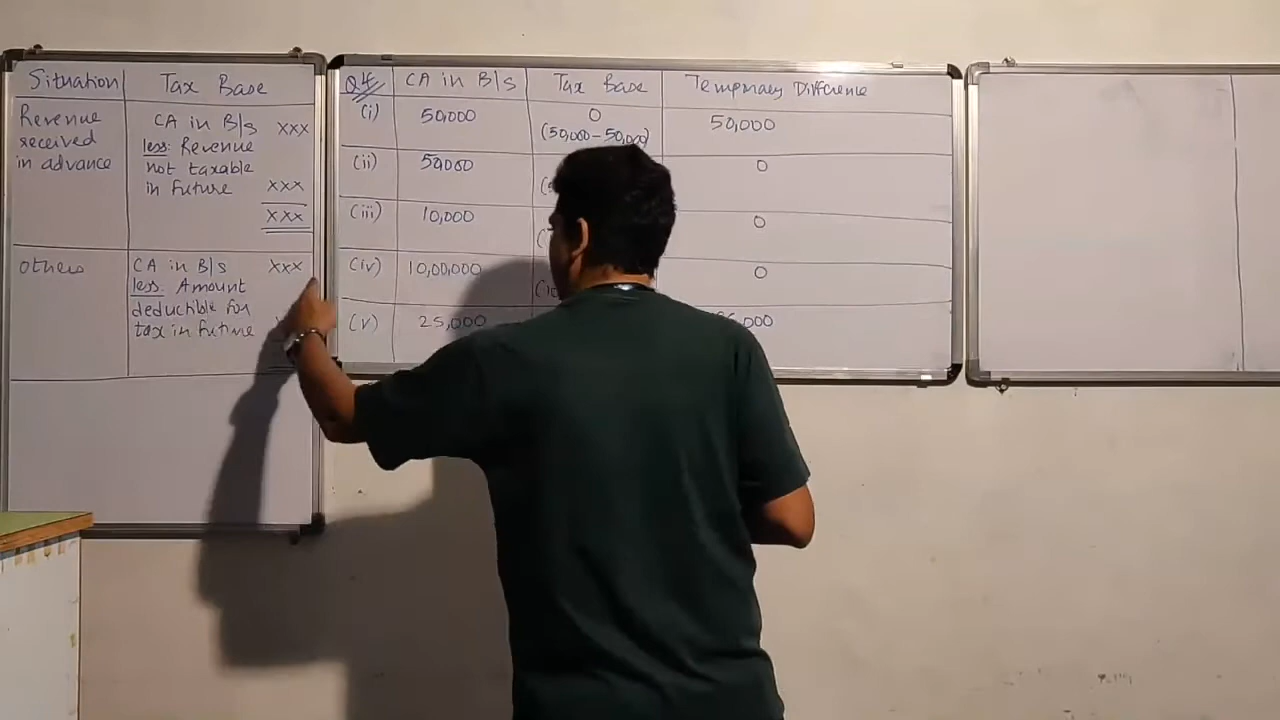 Situation Tax Base
Revenue
received
in advance
CA in B/s xxx
less: Revenue
not taxable
in future xxx
xxx
others
CA in B/s xxx
less: Amount
deductible for
tax in future
Q4 CA in B/s Tax Base Temporary Difference
(i) 50,000 0 50,000
(50,000-50,000)
(ii) 50,000 0
(iii) 10,000 0
(iv) 10,00,000 0
(v) 25,000